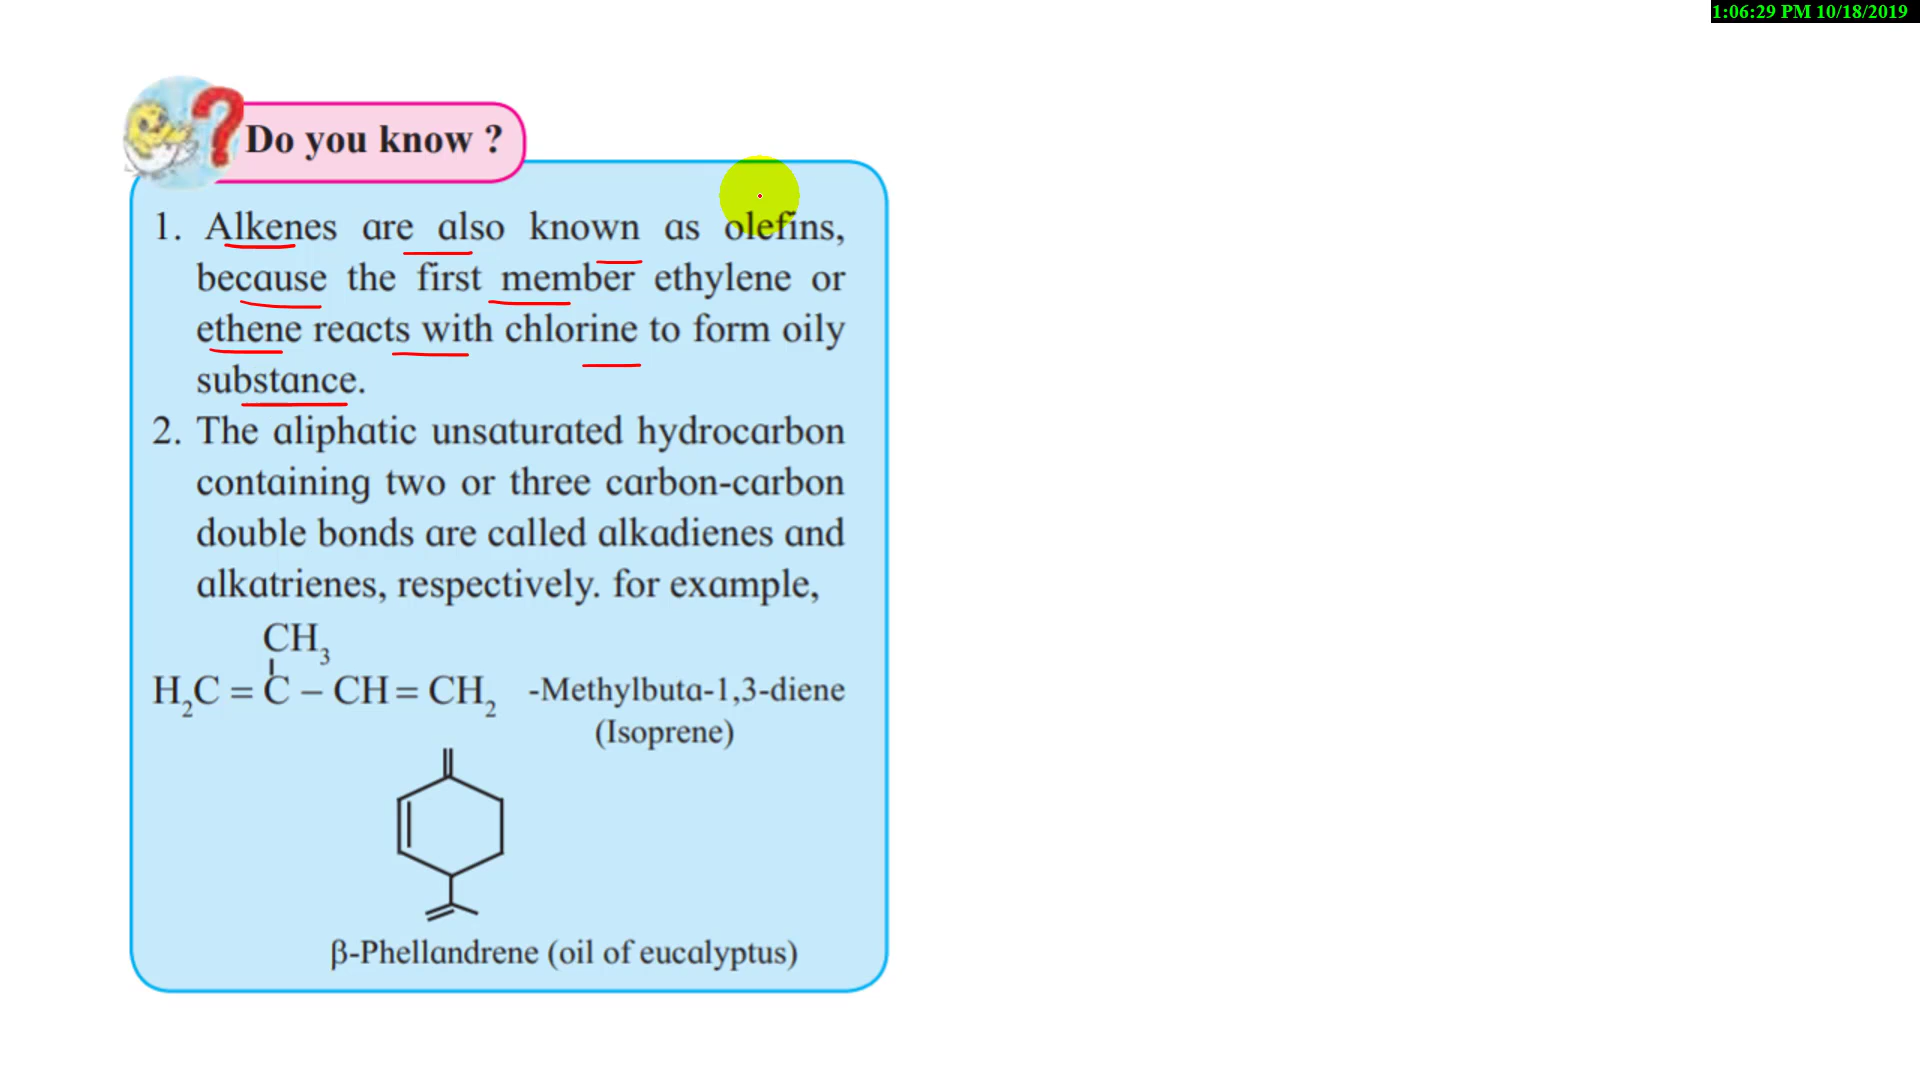 1:06:29 PM 10/18/2019
Do you know ?
1. Alkenes are also known as olefins,
because the first member ethylene or
ethene reacts with chlorine to form oily
substance.
2. The aliphatic unsaturated hydrocarbon
containing two or three carbon-carbon
double bonds are called alkadienes and
alkatrienes, respectively. for example,
CH₃
H₂C = C – CH = CH₂ -Methylbuta-1,3-diene
(Isoprene)
β-Phellandrene (oil of eucalyptus)